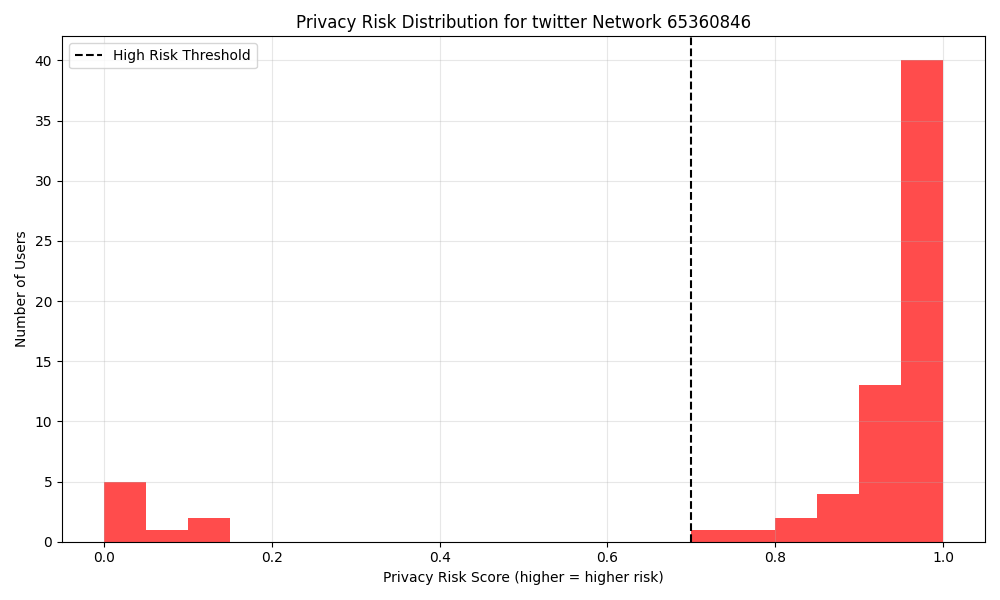 Privacy Risk Distribution for twitter Network 65360846
High Risk Threshold
Number of Users
40
35
30
25
20
15
10
5
0
0.0 0.2 0.4 0.6 0.8 1.0
Privacy Risk Score (higher = higher risk)